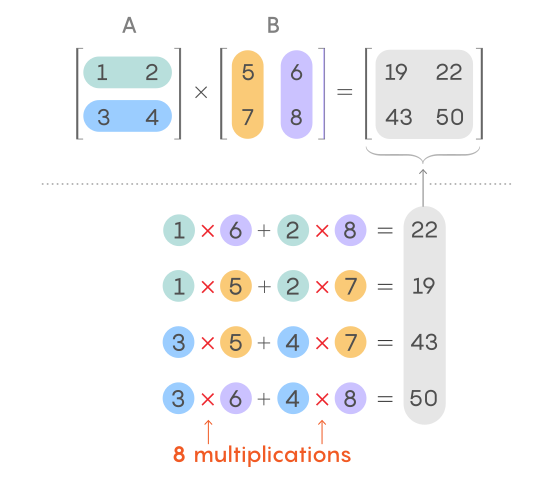 A B
1 2 × 5 6 = 19 22
3 4 7 8 43 50
1 × 6 + 2 × 8 = 22
1 × 5 + 2 × 7 = 19
3 × 5 + 4 × 7 = 43
3 × 6 + 4 × 8 = 50
8 multiplications